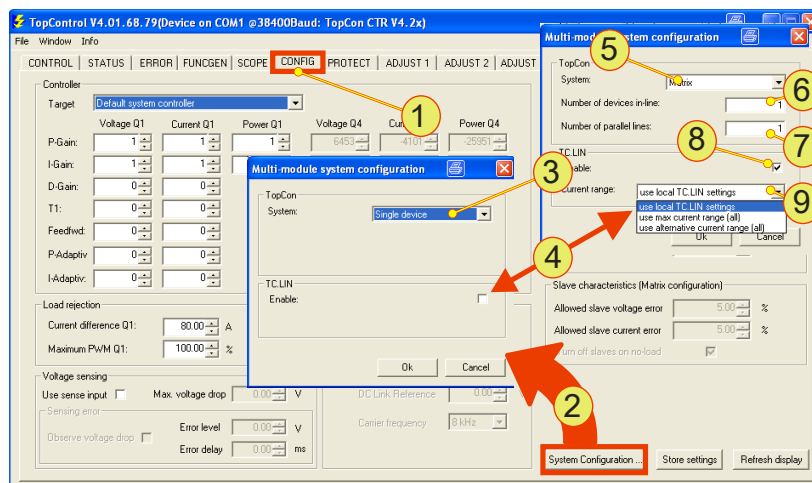 TopControl V4.01.68.79(Device on COM1 @38400Baud: TopCon CTR V4.2x)
File Window Info
CONTROL STATUS ERR FUNCGEN SCOPE CONFIG PROTECT ADJUST 1 ADJUST 2 ADJUST
1
Controller
Target Default system controller
Voltage Q1 Current Q1 Power Q1 Voltage Q4 Power Q4
P-Gain: 1 1 1 6453 -4101 -25951
I-Gain: 1 1
D-Gain: 0 0
T1: 0 0
Feedfwd: 0 0
P-Adaptiv 0 0
I-Adaptiv: 0 0
Load rejection
Current difference Q1: 80.00 A
Maximum PWM Q1: 100.00 %
Voltage sensing
Use sense input Max. voltage drop 0.00 V
Sensing error
Observe voltage drop
Error level 0.00 V
Error delay 0.00 ms
DC Link Reference 0.00
Carrier frequency 8 kHz
Multi-module system configuration
TopCon
System: Single device
3
TC.LIN
Enable:
4
Ok Cancel
2
Multi-module system configuration
5
TopCon
System: Matrix
6
Number of devices in-line: 1
Number of parallel lines: 1
7
8
TC.LIN
Current range: use local TC.LIN settings
9
use local TC.LIN settings
use max current range (all)
use alternative current range (all)
Ok Cancel
Slave characteristics (Matrix configuration)
Allowed slave voltage error 5.00 %
Allowed slave current error 5.00 %
slaves on no-load
System Configuration ... Store settings Refresh display